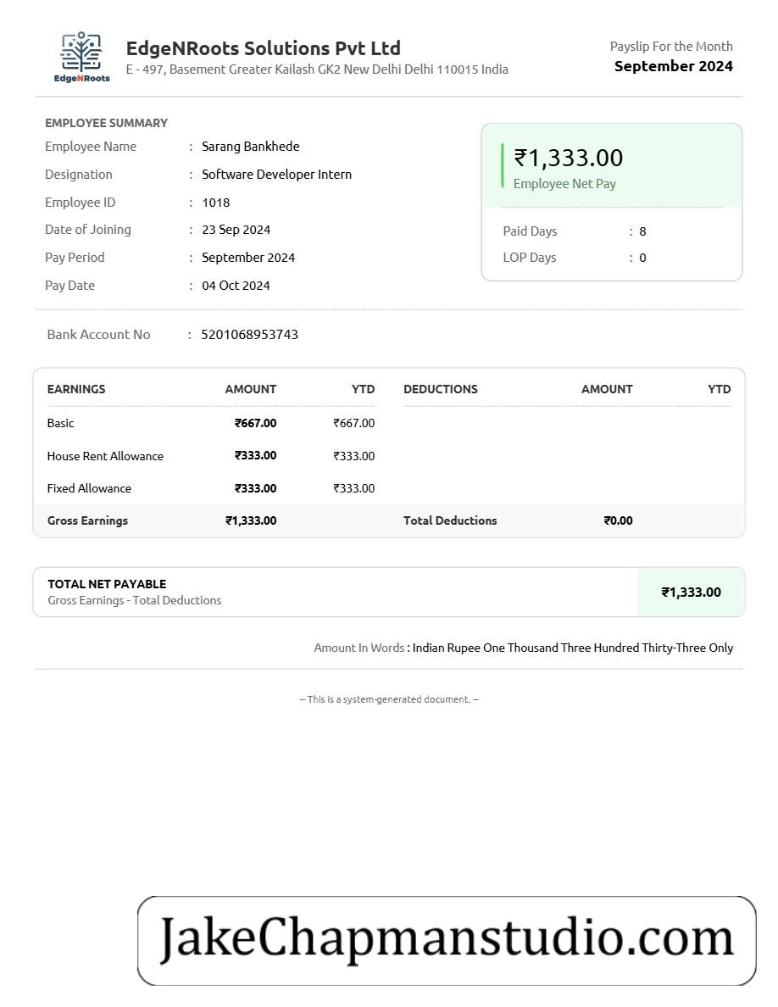 EdgeNRoots
EdgeNRoots Solutions Pvt Ltd
E - 497, Basement Greater Kailash GK2 New Delhi Delhi 110015 India
Payslip For the Month
September 2024
EMPLOYEE SUMMARY
Employee Name : Sarang Bankhede
Designation : Software Developer Intern
Employee ID : 1018
Date of Joining : 23 Sep 2024
Pay Period : September 2024
Pay Date : 04 Oct 2024
₹1,333.00
Employee Net Pay
Paid Days : 8
LOP Days : 0
Bank Account No : 5201068953743
EARNINGS AMOUNT YTD DEDUCTIONS AMOUNT YTD
Basic ₹667.00 ₹667.00
House Rent Allowance ₹333.00 ₹333.00
Fixed Allowance ₹333.00 ₹333.00
Gross Earnings ₹1,333.00 Total Deductions ₹0.00
TOTAL NET PAYABLE
Gross Earnings - Total Deductions
₹1,333.00
Amount In Words : Indian Rupee One Thousand Three Hundred Thirty-Three Only
-- This is a system-generated document. --
JakeChapmanstudio.com